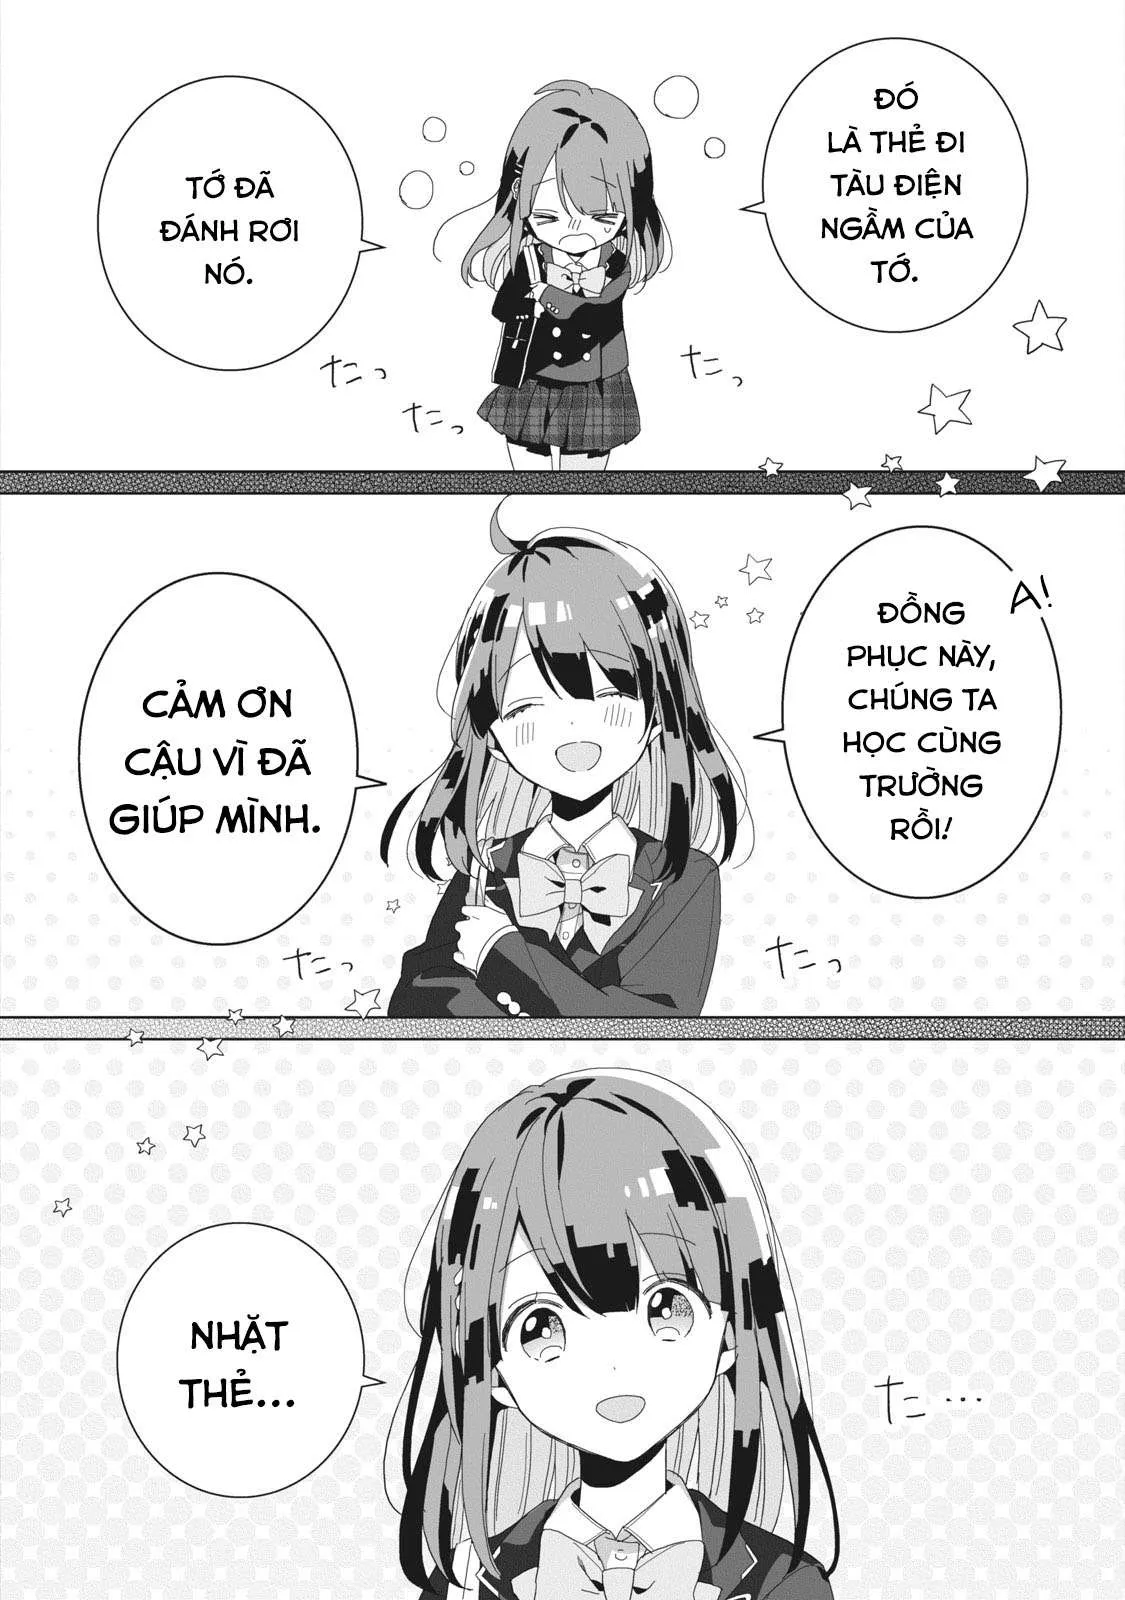 ĐÓ
LÀ THẺ ĐI
TÀU ĐIỆN
NGẦM CỦA
TỚ.
TỚ ĐÃ
ĐÁNH RƠI
NÓ.
たっ
たっ
たっ
A!
ĐỒNG
PHỤC NÀY,
CHÚNG TA
HỌC CÙNG
TRƯỜNG
RỒI!
CẢM ƠN
CẬU VÌ ĐÃ
GIÚP MÌNH.
たっ
たっ
NHẶT
THẺ...
た…